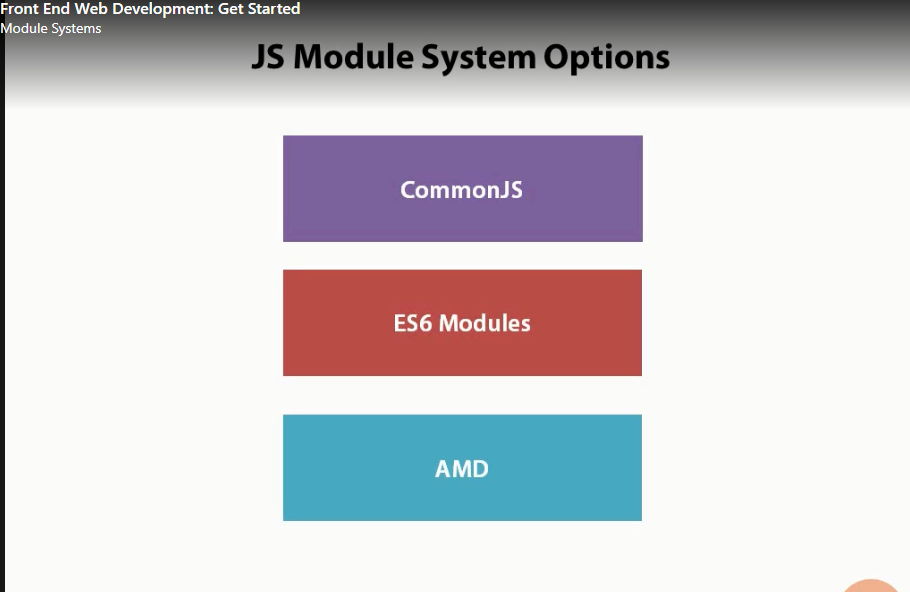 Front End Web Development: Get Started
Module Systems
JS Module System Options
CommonJS
ES6 Modules
AMD